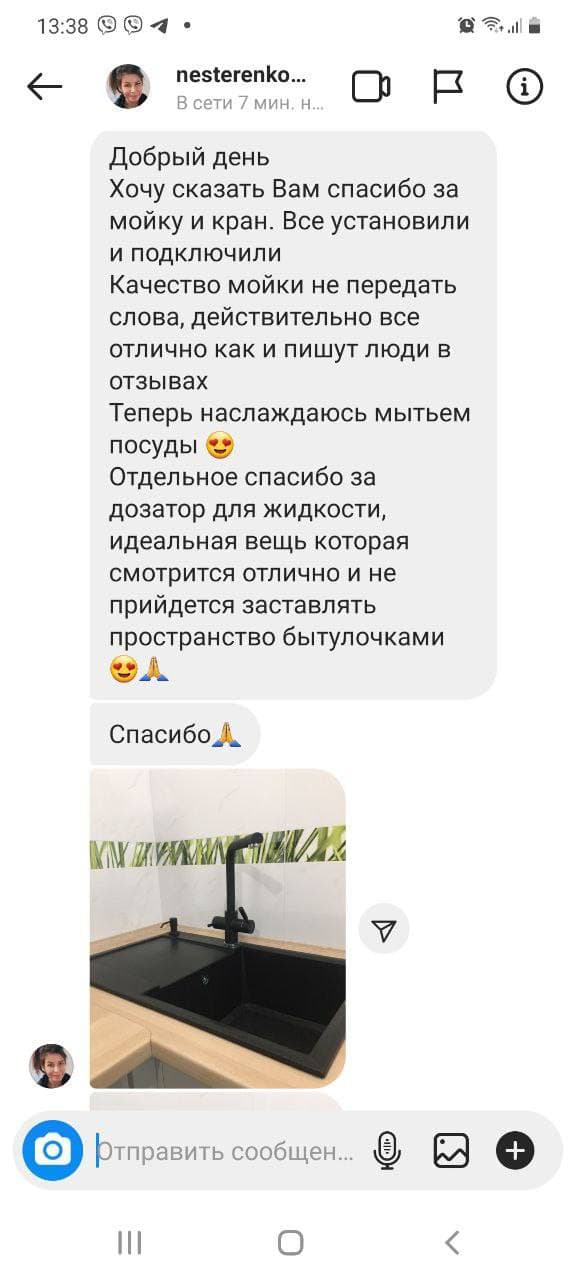 13:38
nesterenko...
В сети 7 мин. н...
Добрый день
Хочу сказать Вам спасибо за
мойку и кран. Все установили
и подключили
Качество мойки не передать
слова, действительно все
отлично как и пишут люди в
отзывах
Теперь наслаждаюсь мытьем
посуды 😍
Отдельное спасибо за
дозатор для жидкости,
идеальная вещь которая
смотрится отлично и не
прийдется заставлять
пространство бытулочками
😍🙏
Спасибо🙏
Отправить сообщен...